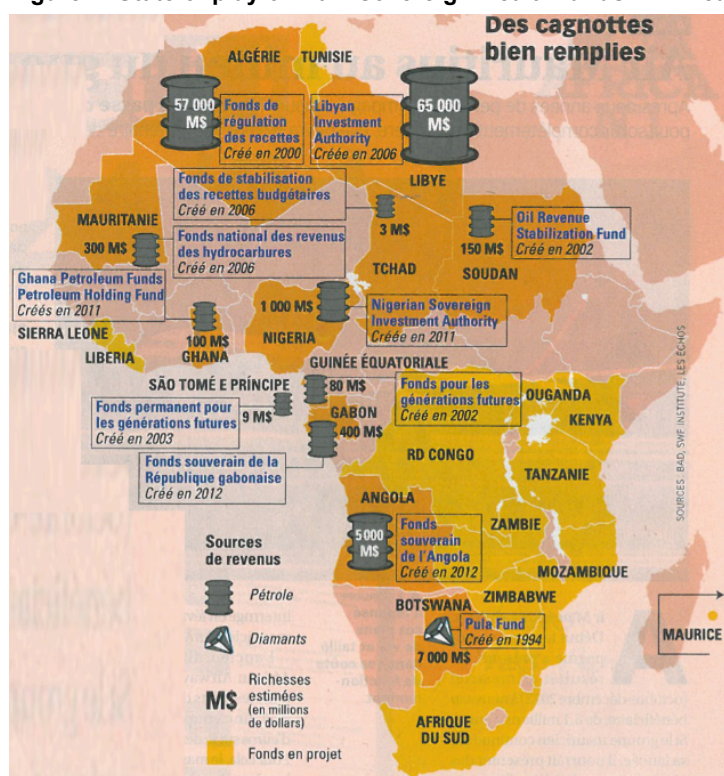 Des cagnottes
bien remplies
ALGÉRIE
TUNISIE
57 000
M$
Fonds de
régulation
des recettes
Créé en 2000
Libyan
Investment
Authority
Créée en 2006
65 000
M$
LIBYE
Fonds de stabilisation
des recettes budgétaires
Créé en 2006
3 M$
TCHAD
Oil Revenue
Stabilization Fund
Créé en 2002
150 M$
SOUDAN
MAURITANIE
300 M$
Fonds national des revenus
des hydrocarbures
Créé en 2006
Ghana Petroleum Funds
Petroleum Holding Fund
Créés en 2011
100 M$
GHANA
SIERRA LEONE
LIBERIA
1 000 M$
NIGERIA
Nigerian Sovereign
Investment Authority
Créée en 2011
GUINÉE ÉQUATORIALE
80 M$
Fonds pour les
générations futures
Créé en 2002
SÃO TOMÉ E PRÍNCIPE
9 M$
Fonds permanent pour
les générations futures
Créé en 2003
GABON
400 M$
Fonds souverain de la
République gabonaise
Créé en 2012
OUGANDA
KENYA
RD CONGO
TANZANIE
ANGOLA
5 000
M$
Fonds
souverain
de l'Angola
Créé en 2012
ZAMBIE
MOZAMBIQUE
ZIMBABWE
BOTSWANA
Pula Fund
Créé en 1994
7 000 M$
AFRIQUE
DU SUD
MAURICE
Sources
de revenus
Pétrole
Diamants
M$
Richesses
estimées
(en millions
de dollars)
Fonds en projet
SOURCES : BAD, SWF INSTITUTE, LES ÉCHOS